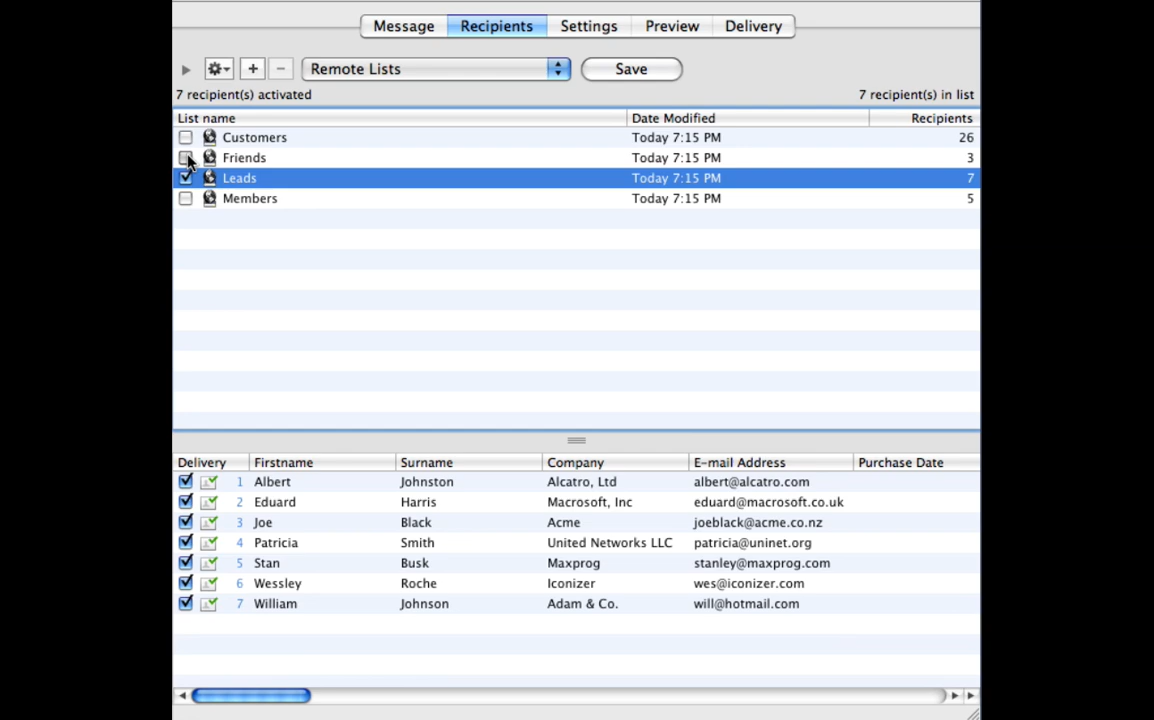 Message Recipients Settings Preview Delivery
+ − Remote Lists Save
7 recipient(s) activated 7 recipient(s) in list
List name Date Modified Recipients
Customers Today 7:15 PM 26
Friends Today 7:15 PM 3
Leads Today 7:15 PM 7
Members Today 7:15 PM 5
Delivery Firstname Surname Company E-mail Address Purchase Date
1 Albert Johnston Alcatro, Ltd albert@alcatro.com
2 Eduard Harris Macrosoft, Inc eduard@macrosoft.co.uk
3 Joe Black Acme joeblack@acme.co.nz
4 Patricia Smith United Networks LLC patricia@uninet.org
5 Stan Busk Maxprog stanley@maxprog.com
6 Wessley Roche Iconizer wes@iconizer.com
7 William Johnson Adam & Co. will@hotmail.com